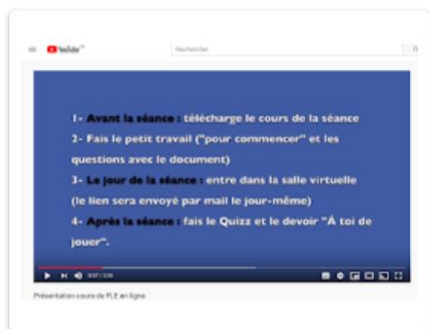 YouTube
Rechercher
1- Avant la séance : télécharge le cours de la séance
2- Fais le petit travail ("pour commencer" et les
questions avec le document)
3- Le jour de la séance : entre dans la salle virtuelle
(le lien sera envoyé par mail le jour-même)
4- Après la séance : fais le Quizz et le devoir "À toi de
jouer".
Présentation cours de FLE en ligne